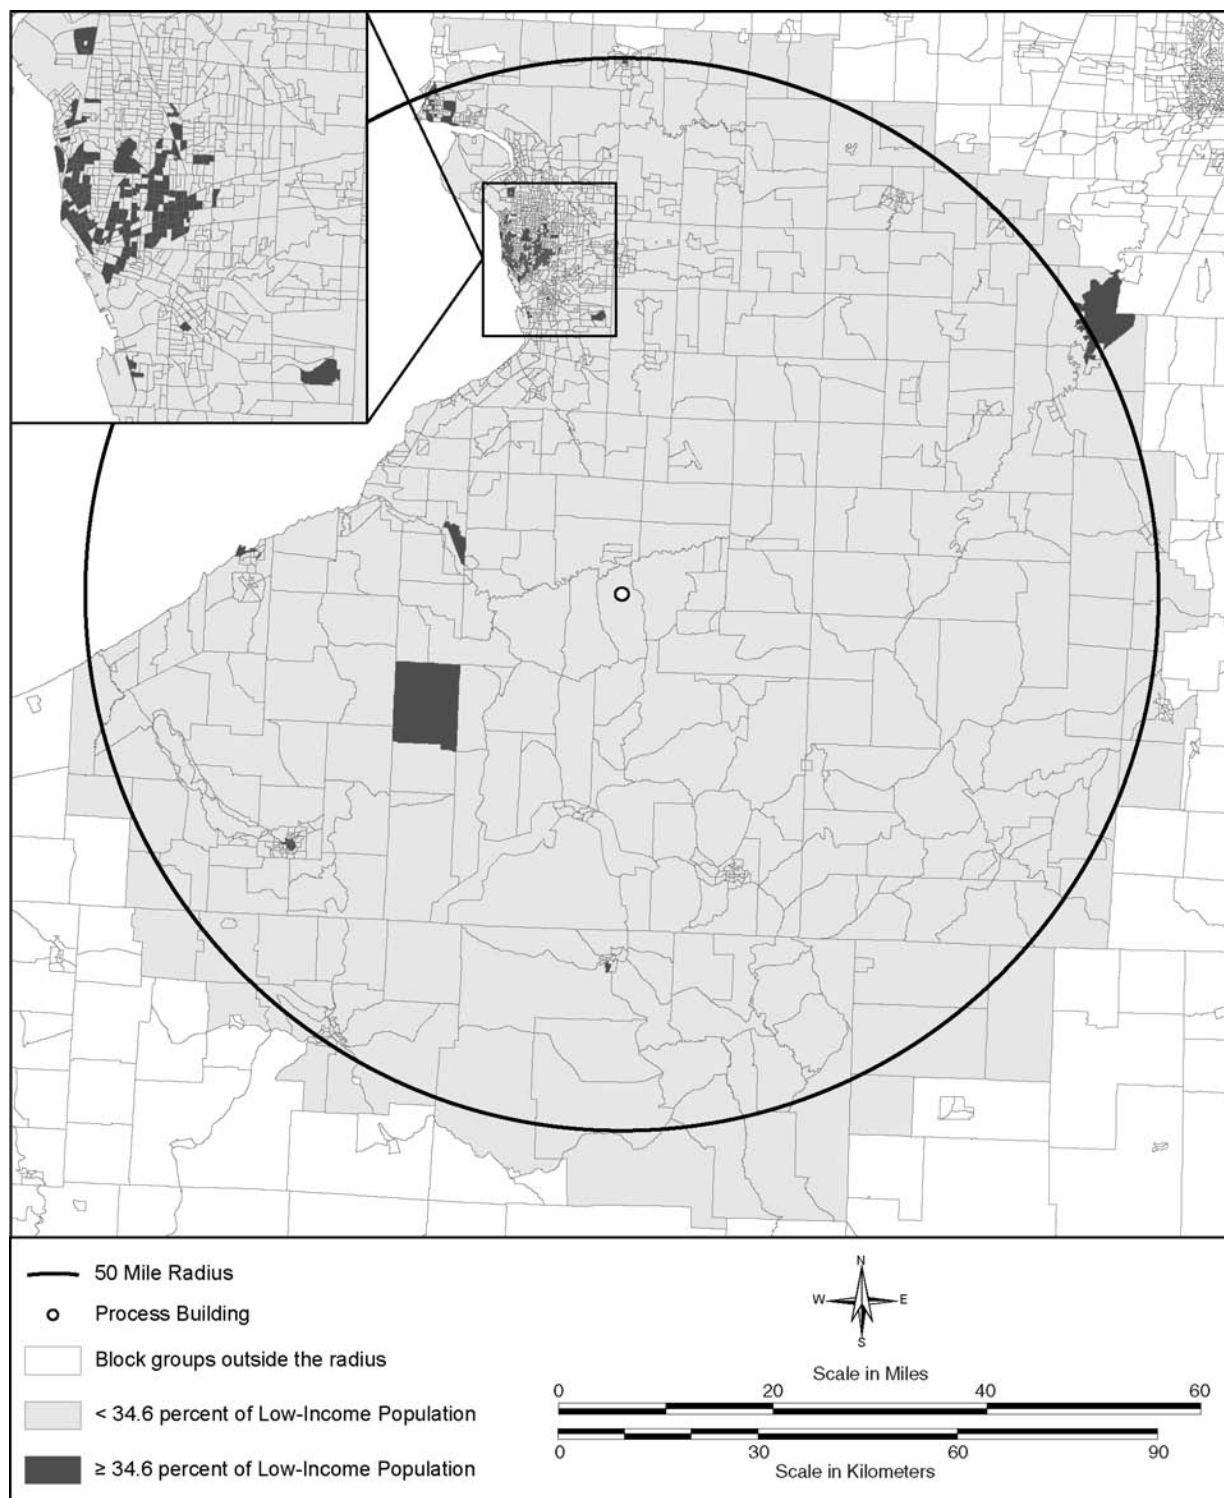 50 Mile Radius
Process Building
Block groups outside the radius
< 34.6 percent of Low-Income Population
≥ 34.6 percent of Low-Income Population
N
W E
S
Scale in Miles
0 20 40 60
0 30 60 90
Scale in Kilometers